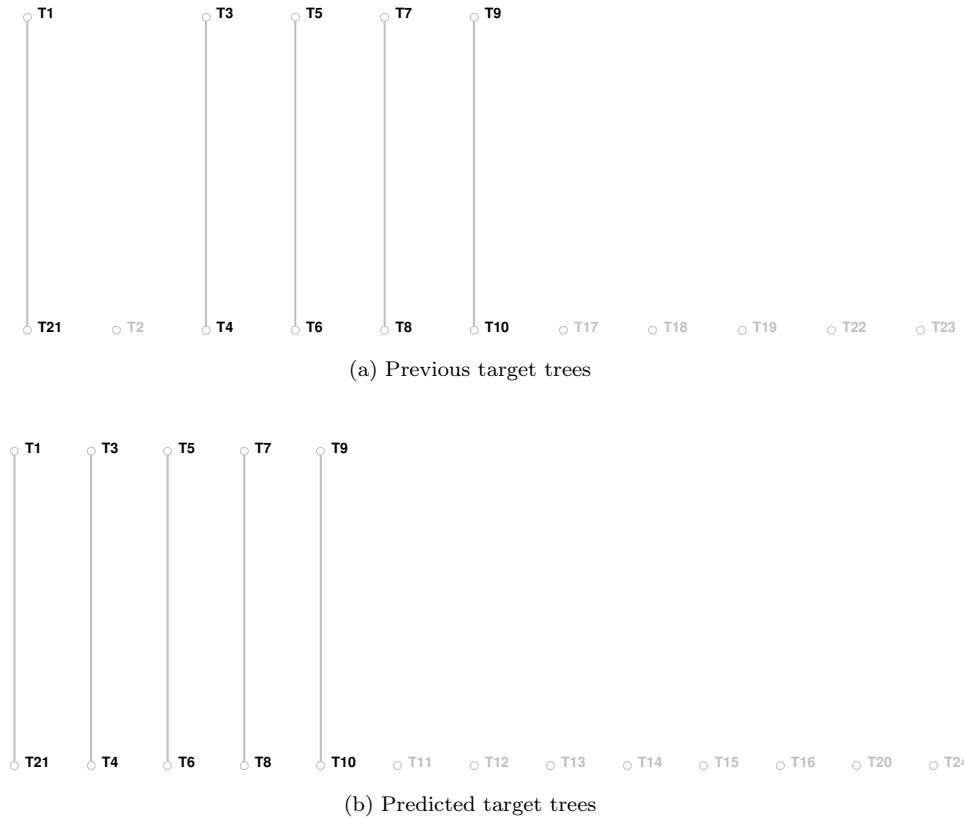 T1 T3 T5 T7 T9
T21 T2 T4 T6 T8 T10 T17 T18 T19 T22 T23
(a) Previous target trees
T1 T3 T5 T7 T9
T21 T4 T6 T8 T10 T11 T12 T13 T14 T15 T16 T20 T24
(b) Predicted target trees